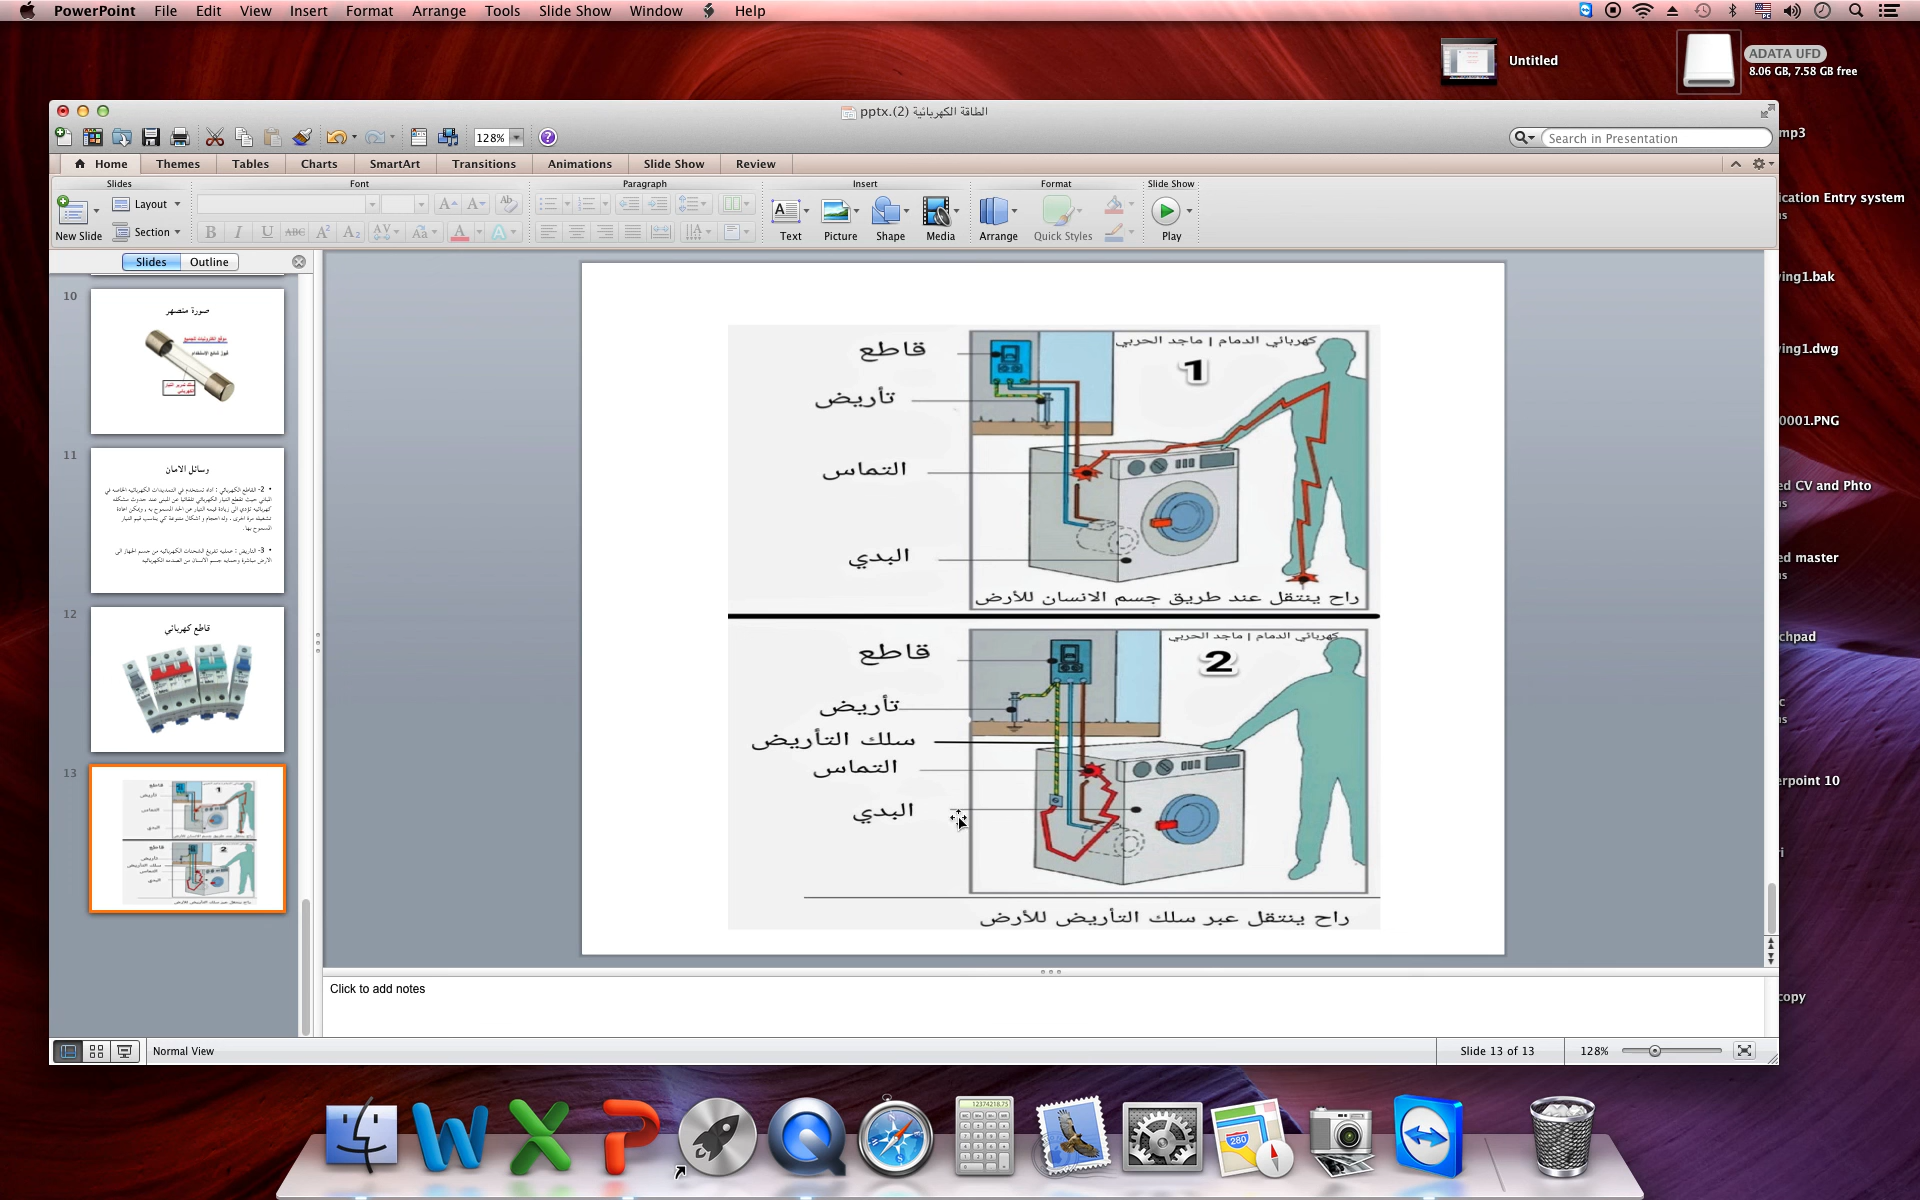 PowerPoint File Edit View Insert Format Arrange Tools Slide Show Window Help
Untitled
ADATA UFD
8.06 GB, 7.58 GB free
الطاقة الكهربائية (2).pptx
128%
Search in Presentation
Home Themes Tables Charts SmartArt Transitions Animations Slide Show Review
Slides Font Paragraph Insert Format Slide Show
New Slide Layout Section
Text Picture Shape Media Arrange Quick Styles Play
Slides Outline
10
صورة منصهر
11
وسائل الامان
12
قاطع كهربائي
13
كهربائي الدمام | ماجد الحربي
1
قاطع
تأريض
التماس
البدي
راح ينتقل عند طريق جسم الانسان للأرض
كهربائي الدمام | ماجد الحربي
2
قاطع
تأريض
سلك التأريض
التماس
البدي
راح ينتقل عبر سلك التأريض للأرض
Click to add notes
Normal View
Slide 13 of 13
128%
mp3
ication Entry system
ing1.bak
ing1.dwg
0001.PNG
ed CV and Phto
ed master
chpad
erpoint 10
copy